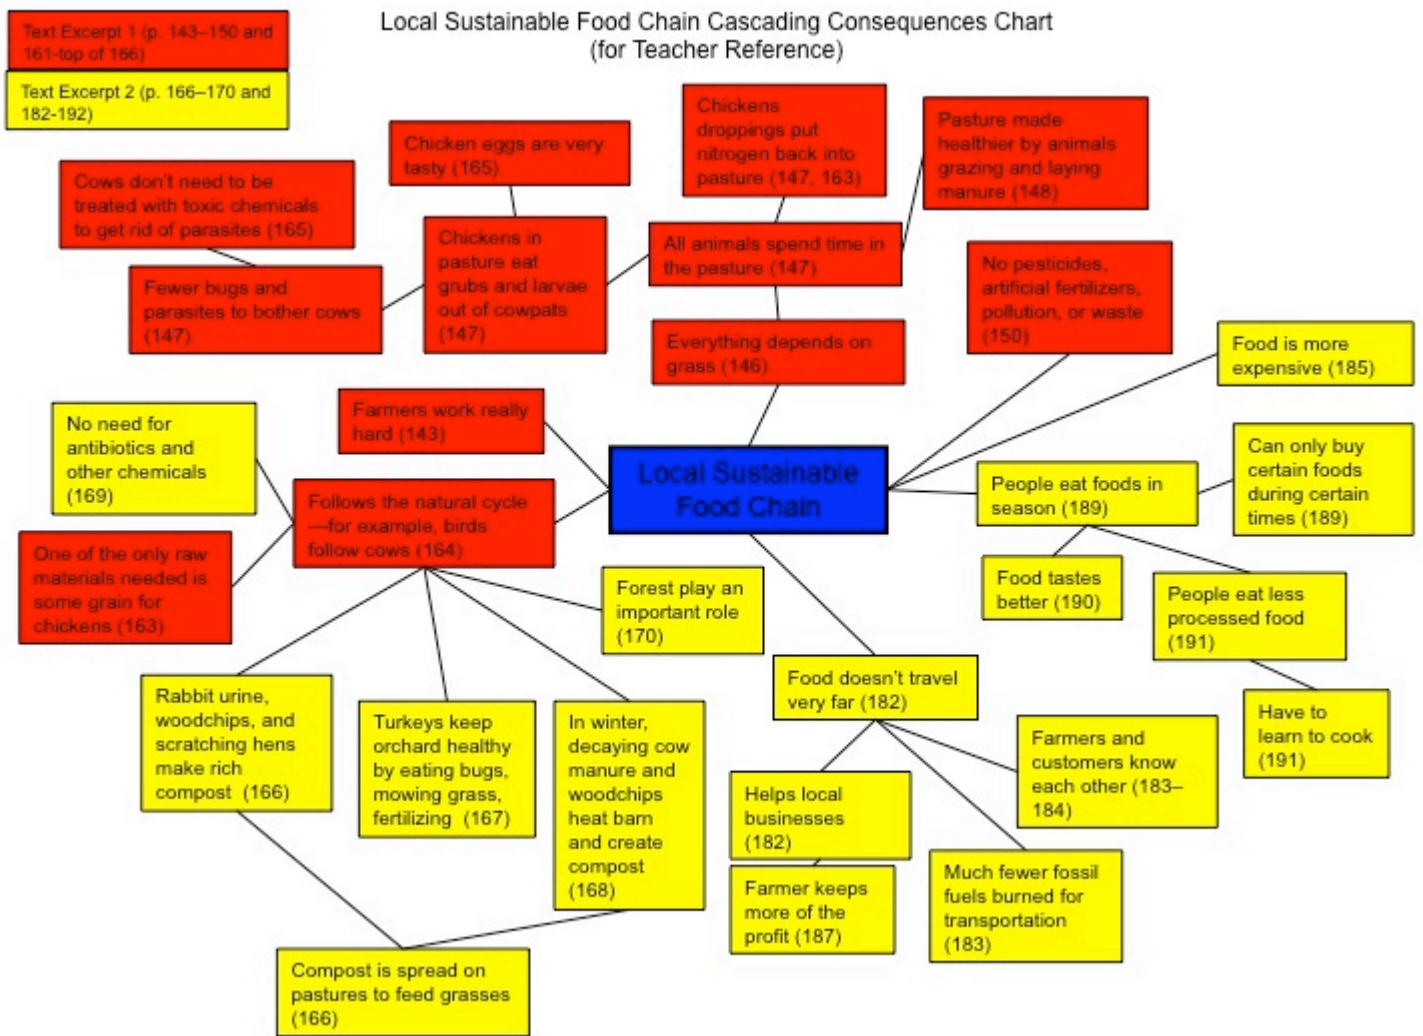 Local Sustainable Food Chain Cascading Consequences Chart
(for Teacher Reference)
Text Excerpt 1 (p. 143–150 and
161-top of 166)
Text Excerpt 2 (p. 166–170 and
182-192)
Chicken eggs are very
tasty (165)
Chickens
droppings put
nitrogen back into
pasture (147, 163)
Pasture made
healthier by animals
grazing and laying
manure (148)
Cows don't need to be
treated with toxic chemicals
to get rid of parasites (165)
Chickens in
pasture eat
grubs and larvae
out of cowpats
(147)
All animals spend time in
the pasture (147)
No pesticides,
artificial fertilizers,
pollution, or waste
(150)
Fewer bugs and
parasites to bother cows
(147)
Everything depends on
grass (146)
Food is more
expensive (185)
Farmers work really
hard (143)
No need for
antibiotics and
other chemicals
(169)
Local Sustainable
Food Chain
People eat foods in
season (189)
Can only buy
certain foods
during certain
times (189)
Follows the natural cycle
—for example, birds
follow cows (164)
One of the only raw
materials needed is
some grain for
chickens (163)
Forest play an
important role
(170)
Food tastes
better (190)
People eat less
processed food
(191)
Rabbit urine,
woodchips, and
scratching hens
make rich
compost (166)
Turkeys keep
orchard healthy
by eating bugs,
mowing grass,
fertilizing (167)
In winter,
decaying cow
manure and
woodchips
heat barn
and create
compost
(168)
Food doesn't travel
very far (182)
Have to
learn to cook
(191)
Farmers and
customers know
each other (183–
184)
Helps local
businesses
(182)
Farmer keeps
more of the
profit (187)
Much fewer fossil
fuels burned for
transportation
(183)
Compost is spread on
pastures to feed grasses
(166)